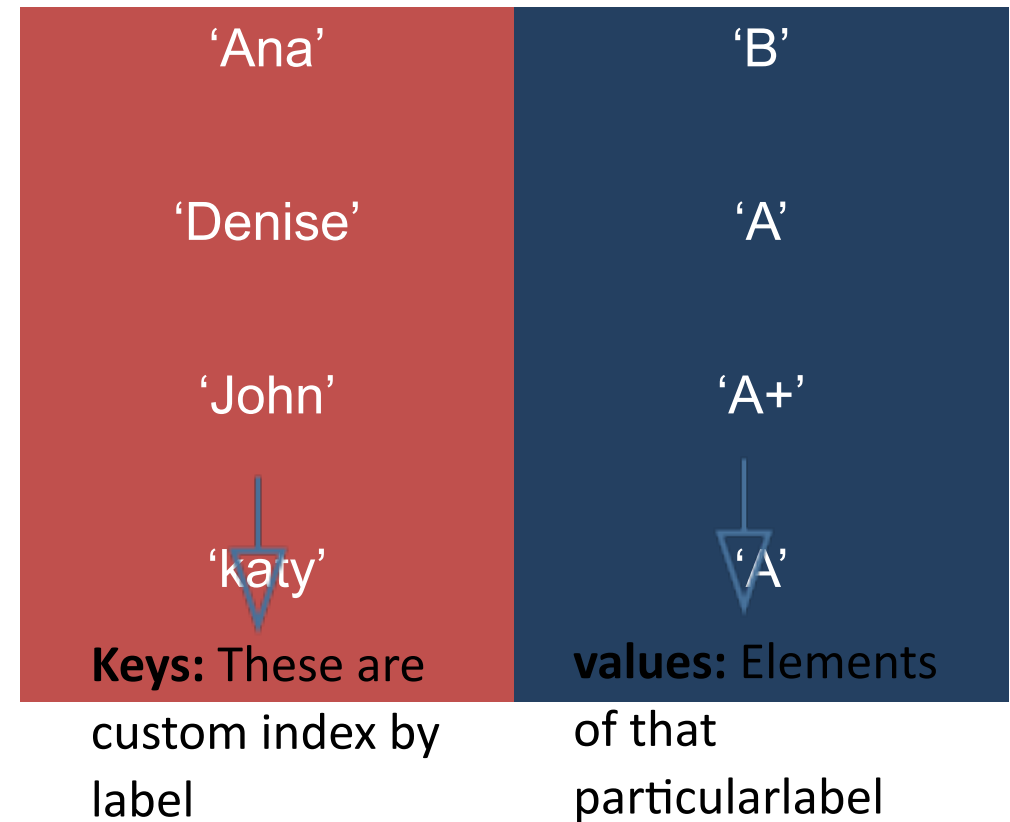 ‘Ana’ ‘B’
‘Denise’ ‘A’
‘John’ ‘A+’
‘katy’ ‘A’
Keys: These are
custom index by
label
values: Elements
of that
particularlabel